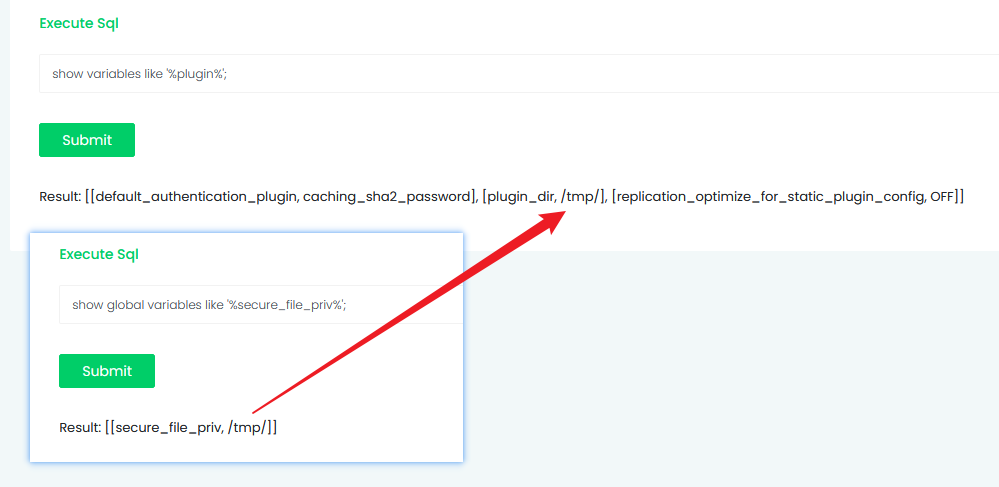 Execute Sql
show variables like '%plugin%';
Submit
Result: [[default_authentication_plugin, caching_sha2_password], [plugin_dir, /tmp/], [replication_optimize_for_static_plugin_config, OFF]]
Execute Sql
show global variables like '%secure_file_priv%';
Submit
Result: [[secure_file_priv, /tmp/]]